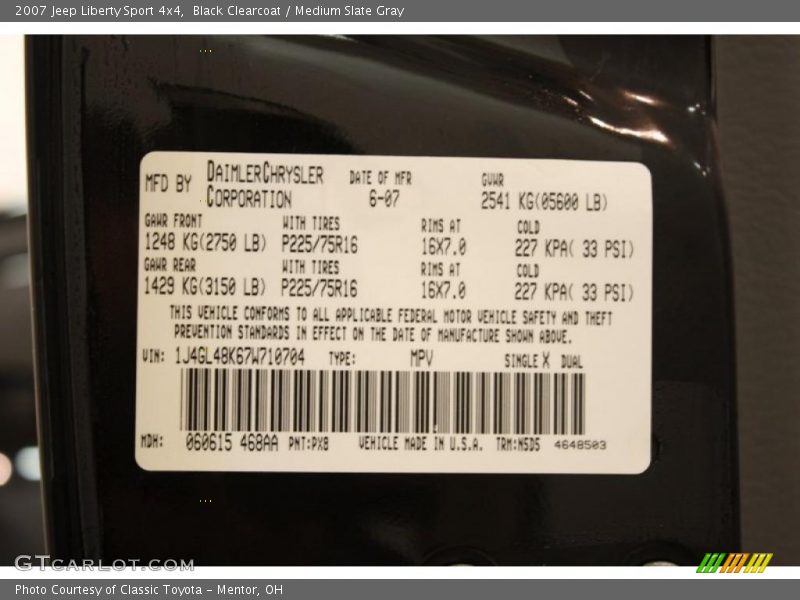 2007 Jeep Liberty Sport 4x4, Black Clearcoat / Medium Slate Gray
MFD BY DAIMLERCHRYSLER CORPORATION DATE OF MFR 6-07 GVWR 2541 KG(05600 LB)
GAWR FRONT WITH TIRES RIMS AT COLD
1248 KG(2750 LB) P225/75R16 16X7.0 227 KPA( 33 PSI)
GAWR REAR WITH TIRES RIMS AT COLD
1429 KG(3150 LB) P225/75R16 16X7.0 227 KPA( 33 PSI)
THIS VEHICLE CONFORMS TO ALL APPLICABLE FEDERAL MOTOR VEHICLE SAFETY AND THEFT
PREVENTION STANDARDS IN EFFECT ON THE DATE OF MANUFACTURE SHOWN ABOVE.
VIN: 1J4GL48K67W710704 TYPE: MPV SINGLE X DUAL
MDH: 060615 468AA PNT:PX8 VEHICLE MADE IN U.S.A. TRM:N5D5 4648503
GTCARLOT.COM
Photo Courtesy of Classic Toyota - Mentor, OH